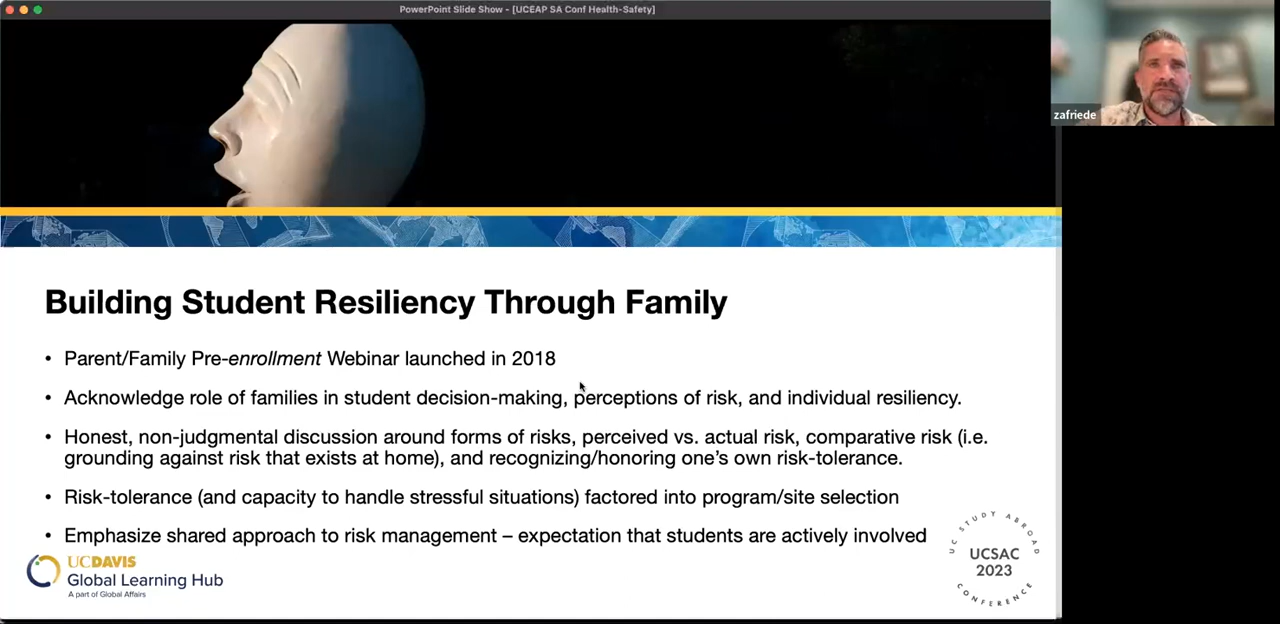 PowerPoint Slide Show - [UCEAP SA Conf Health-Safety]
zafriede
Building Student Resiliency Through Family
• Parent/Family Pre-enrollment Webinar launched in 2018
• Acknowledge role of families in student decision-making, perceptions of risk, and individual resiliency.
• Honest, non-judgmental discussion around forms of risks, perceived vs. actual risk, comparative risk (i.e.
grounding against risk that exists at home), and recognizing/honoring one’s own risk-tolerance.
• Risk-tolerance (and capacity to handle stressful situations) factored into program/site selection
• Emphasize shared approach to risk management – expectation that students are actively involved
UCDAVIS
Global Learning Hub
A part of Global Affairs
UC STUDY ABROAD
UCSAC
2023
CONFERENCE